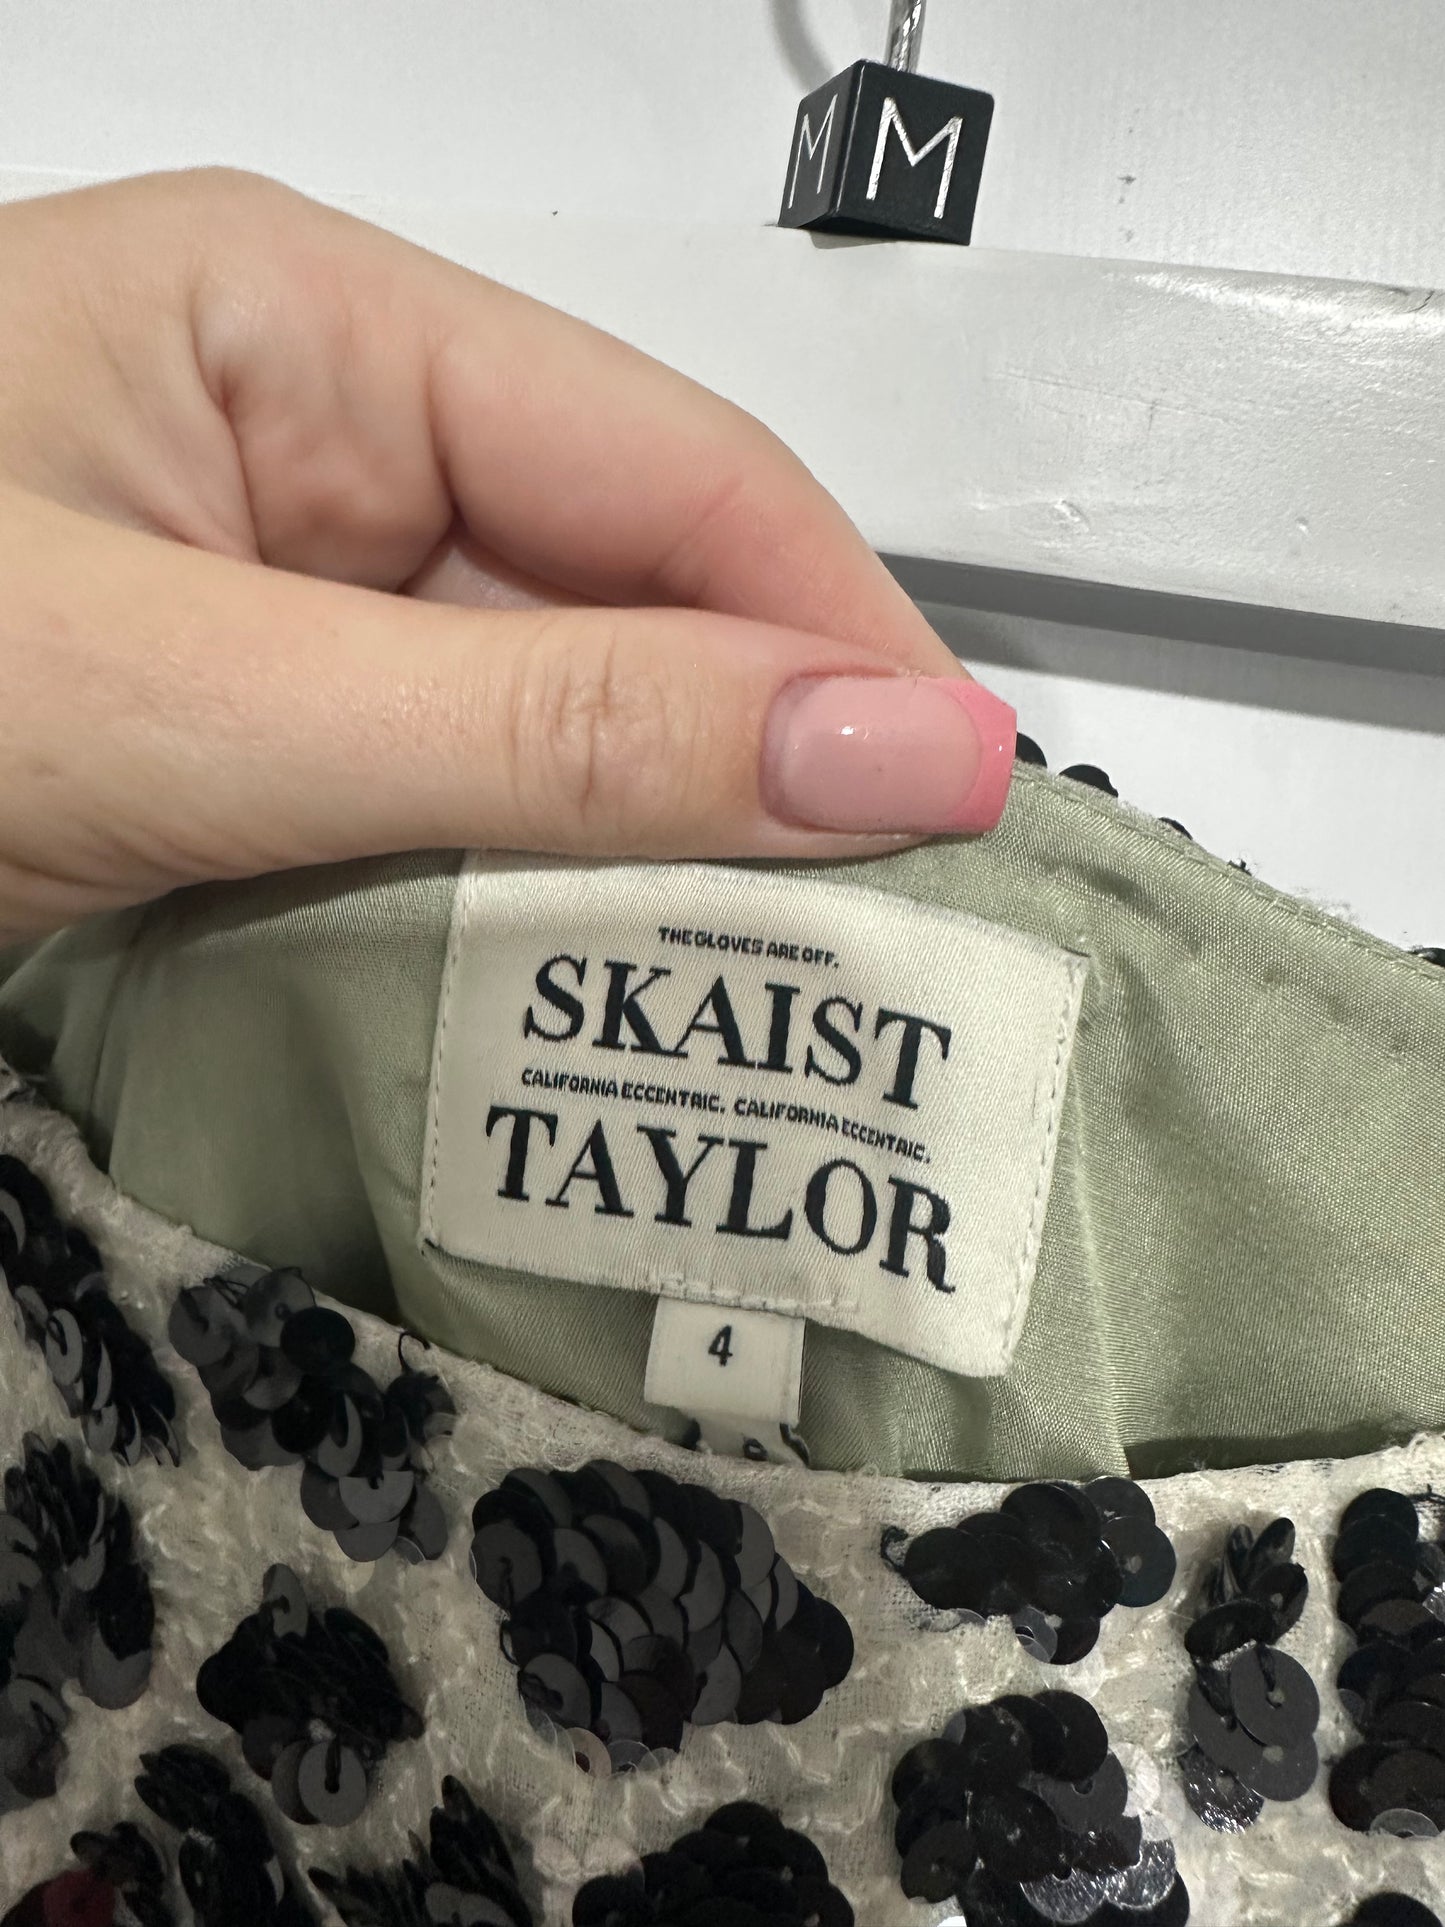 M M
THE GLOVES ARE OFF.
SKAIST
CALIFORNIA ECCENTRIC. CALIFORNIA ECCENTRIC.
TAYLOR
4